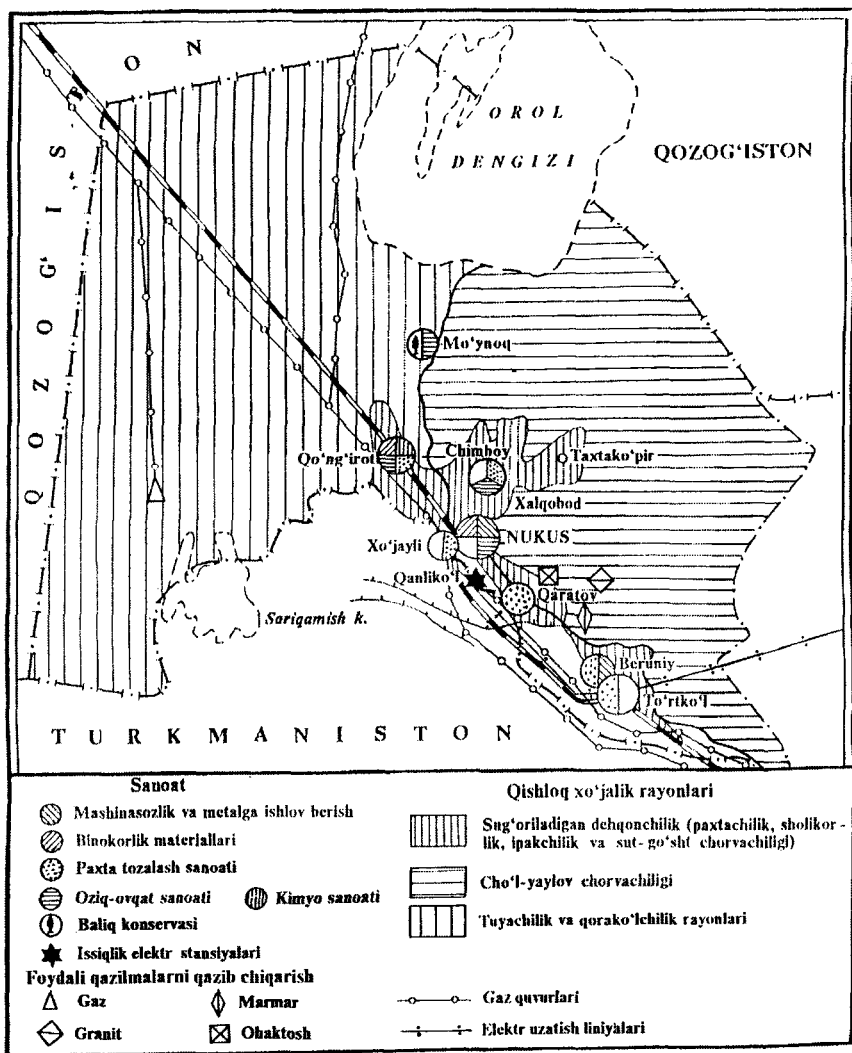 QOZOG‘ISTON
OROL
DENGIZI
QOZOG‘ISTON
Mo‘ynoq
Qo‘ng‘irot
Chimboy
Taxtako‘pir
Xalqobod
NUKUS
Xo‘jayli
Qanliko‘l
Qaratov
Sariqamish k.
Beruniy
To‘rtko‘l
TURKMANISTON
Sanoat
Mashinasozlik va metalga ishlov berish
Binokorlik materiallari
Paxta tozalash sanoati
Oziq-ovqat sanoati
Kimyo sanoati
Baliq konservasi
Issiqlik elektr stansiyalari
Foydali qazilmalarni qazib chiqarish
Gaz
Marmar
Granit
Ohaktosh
Qishloq xo‘jalik rayonlari
Sug‘oriladigan dehqonchilik (paxtachilik, sholikor-
lik, ipakchilik va sut-go‘sht chorvachiligi)
Cho‘l-yaylov chorvachiligi
Tuyachilik va qorako‘lchilik rayonlari
Gaz quvurlari
Elektr uzatish liniyalari